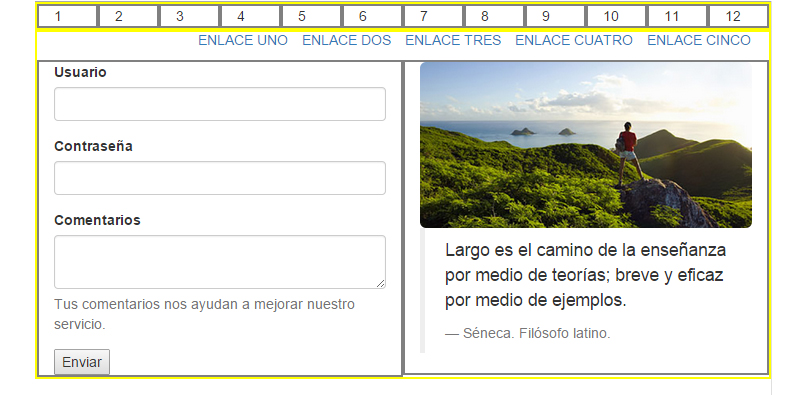 1 2 3 4 5 6 7 8 9 10 11 12
ENLACE UNO ENLACE DOS ENLACE TRES ENLACE CUATRO ENLACE CINCO
Usuario
Contraseña
Comentarios
Tus comentarios nos ayudan a mejorar nuestro
servicio.
Enviar
Largo es el camino de la enseñanza
por medio de teorías; breve y eficaz
por medio de ejemplos.
— Séneca. Filósofo latino.